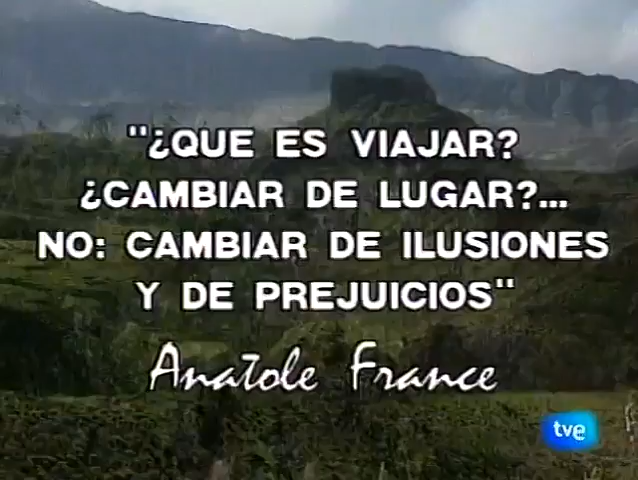 "¿QUE ES VIAJAR?
¿CAMBIAR DE LUGAR?...
NO: CAMBIAR DE ILUSIONES
Y DE PREJUICIOS"
Anatole France
tve